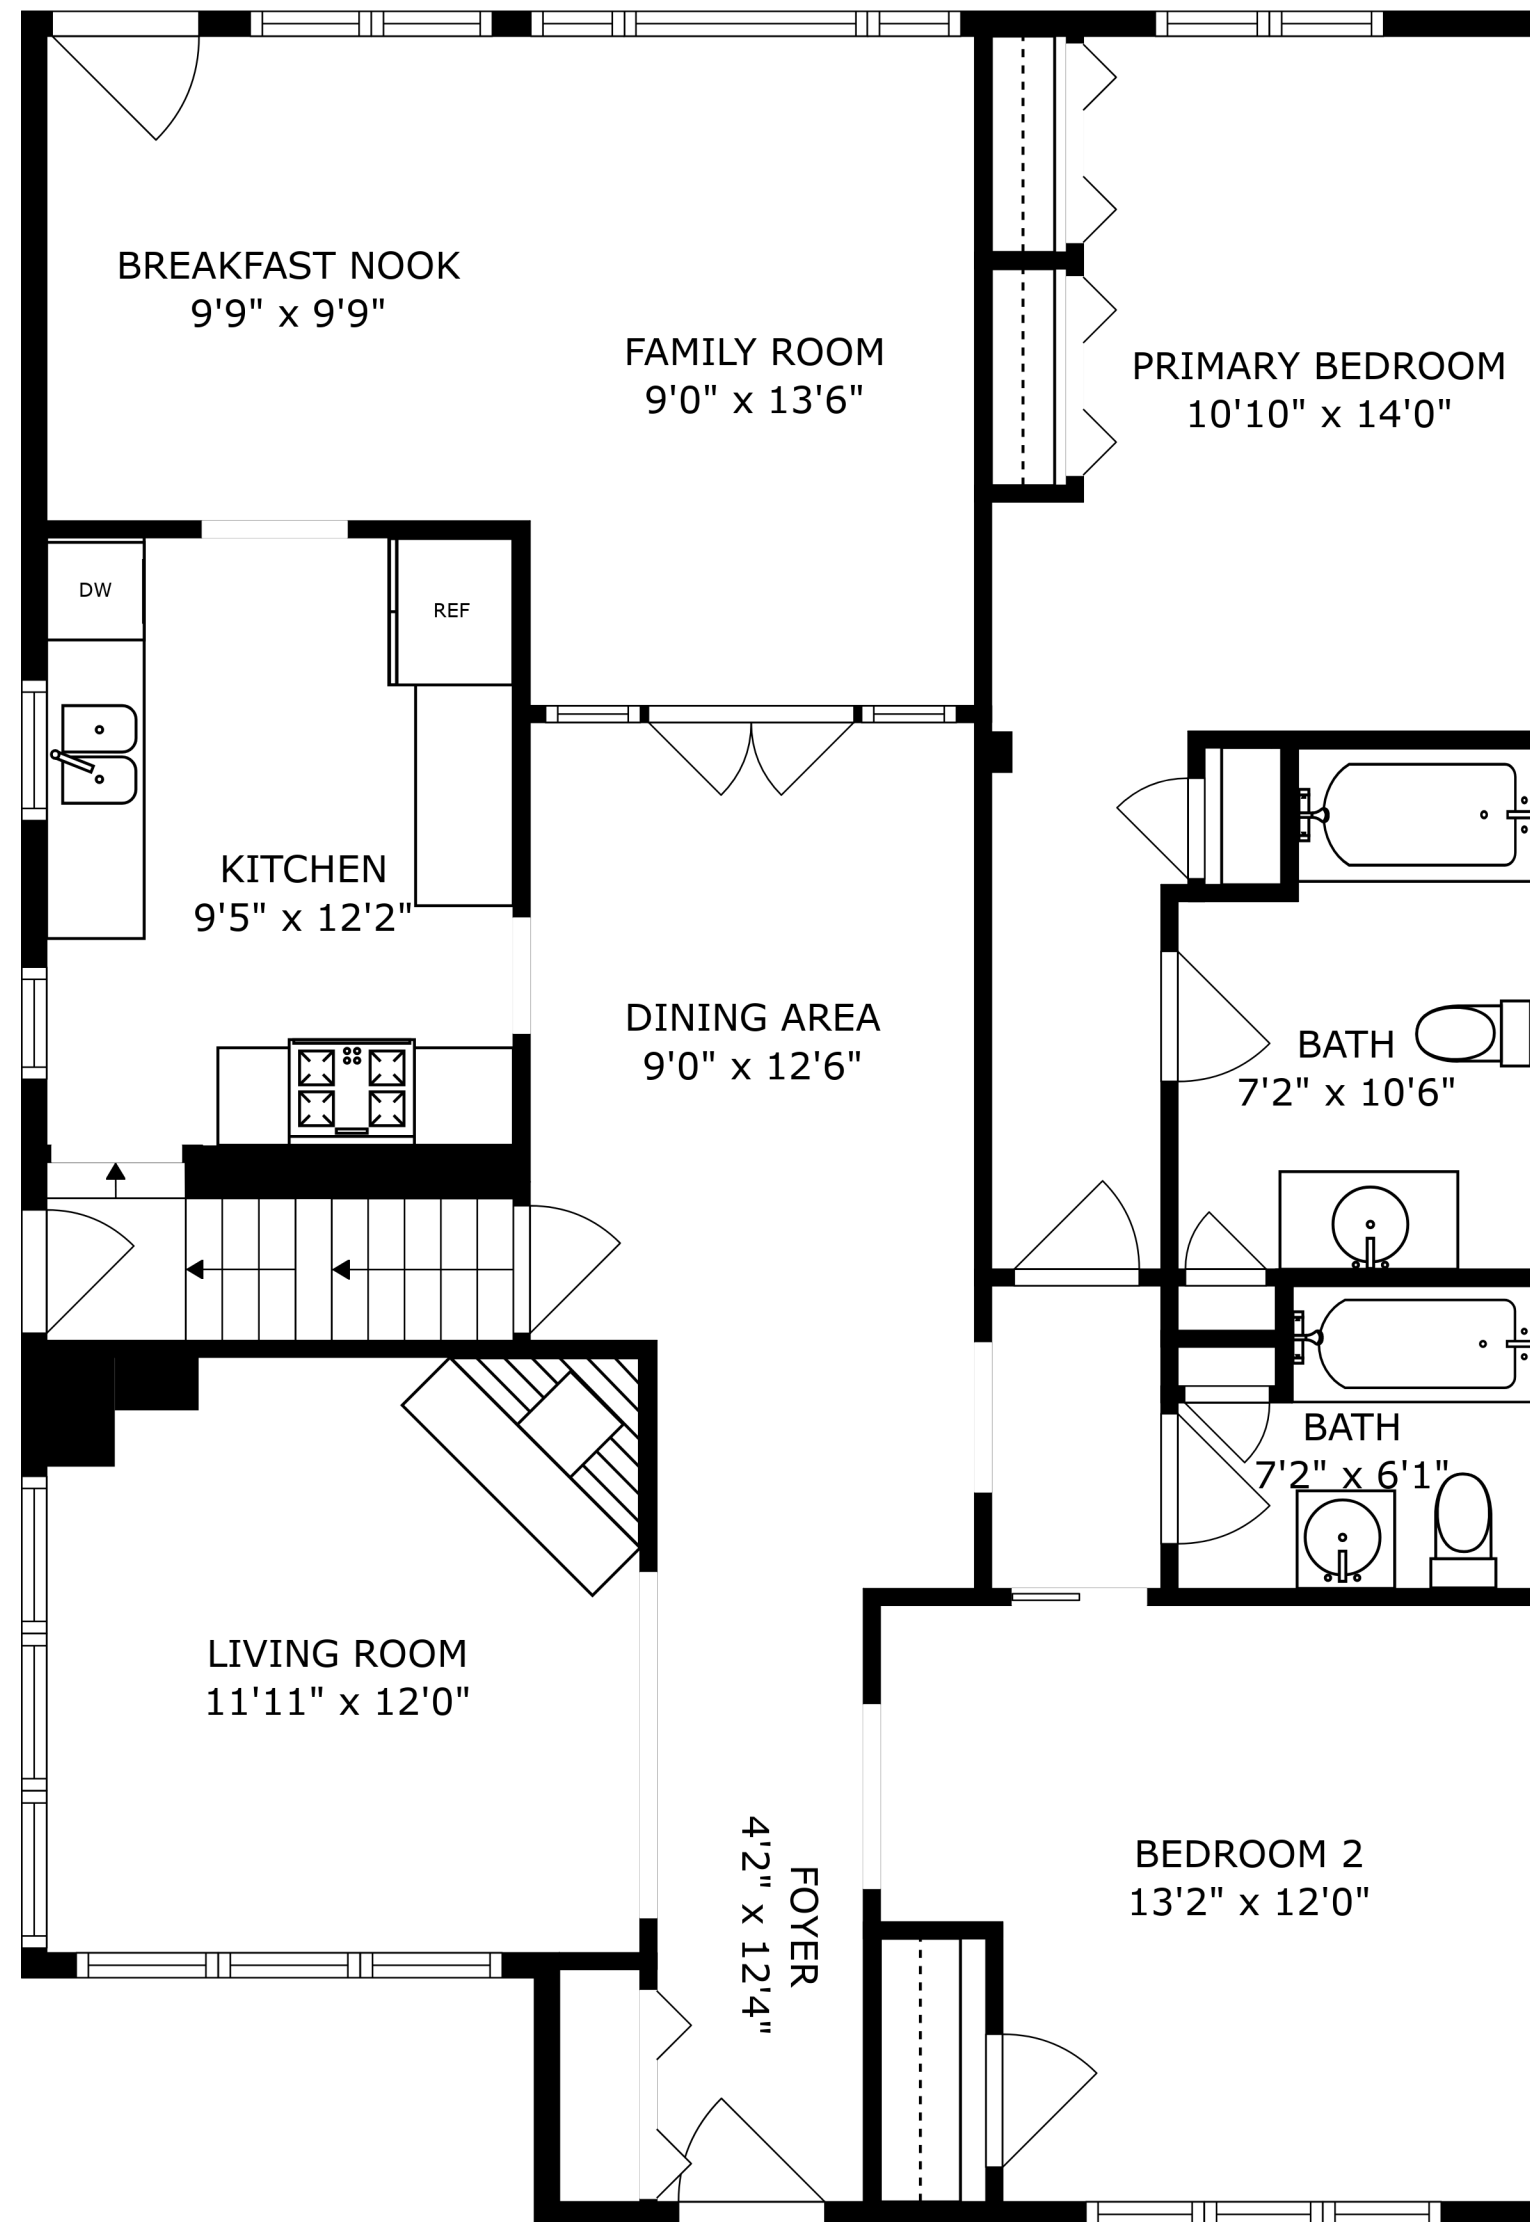 BREAKFAST NOOK
9'9" x 9'9"
FAMILY ROOM
9'0" x 13'6"
PRIMARY BEDROOM
10'10" x 14'0"
DW
REF
KITCHEN
9'5" x 12'2"
DINING AREA
9'0" x 12'6"
BATH
7'2" x 10'6"
BATH
7'2" x 6'1"
LIVING ROOM
11'11" x 12'0"
FOYER
4'2" x 12'4"
BEDROOM 2
13'2" x 12'0"